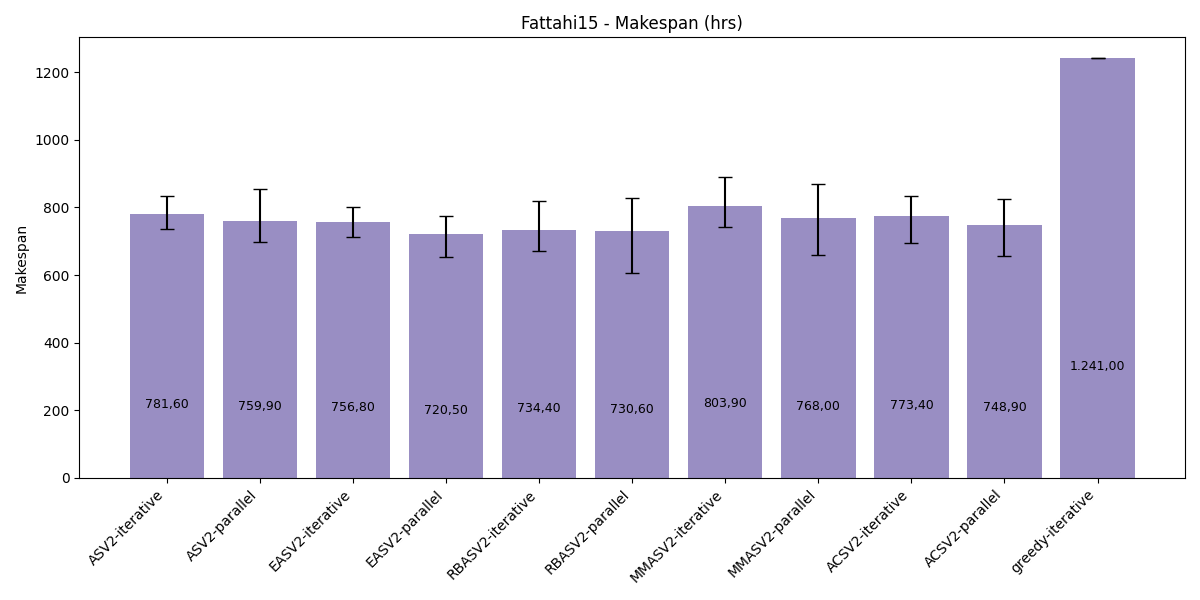 Fattahi15 - Makespan (hrs)
Makespan
1200
1000
800
600
400
200
0
781,60
759,90
756,80
720,50
734,40
730,60
803,90
768,00
773,40
748,90
1.241,00
ASV2-iterative
ASV2-parallel
EASV2-iterative
EASV2-parallel
RBASV2-iterative
RBASV2-parallel
MMASV2-iterative
MMASV2-parallel
ACSV2-iterative
ACSV2-parallel
greedy-iterative